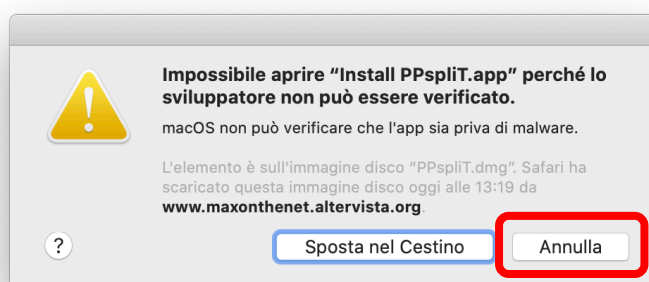 Impossibile aprire “Install PPspliT.app” perché lo
sviluppatore non può essere verificato.
macOS non può verificare che l'app sia priva di malware.
L'elemento è sull'immagine disco “PPspliT.dmg”. Safari ha
scaricato questa immagine disco oggi alle 13:19 da
www.maxonthenet.altervista.org.
?
Sposta nel Cestino
Annulla